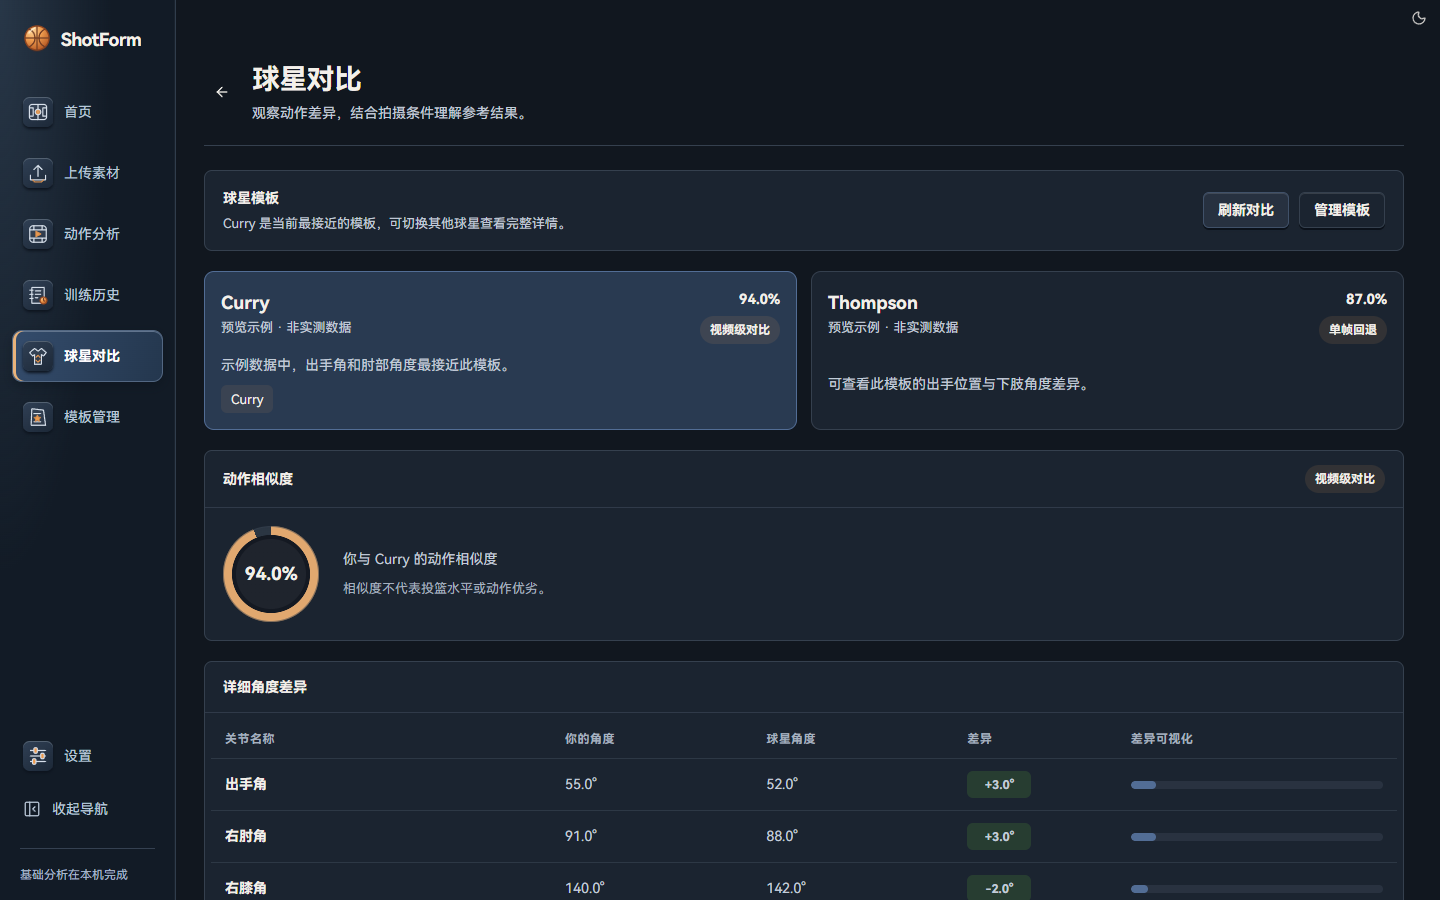 ShotForm
首页
上传素材
动作分析
训练历史
球星对比
模板管理
设置
收起导航
基础分析在本机完成
球星对比
观察动作差异，结合拍摄条件理解参考结果。
球星模板
Curry 是当前最接近的模板，可切换其他球星查看完整详情。
刷新对比
管理模板
Curry
94.0%
预览示例 · 非实测数据
视频级对比
示例数据中，出手角和肘部角度最接近此模板。
Curry
Thompson
87.0%
预览示例 · 非实测数据
单帧回退
可查看此模板的出手位置与下肢角度差异。
动作相似度
视频级对比
94.0%
你与 Curry 的动作相似度
相似度不代表投篮水平或动作优劣。
详细角度差异
关节名称 你的角度 球星角度 差异 差异可视化
出手角 55.0° 52.0° +3.0°
右肘角 91.0° 88.0° +3.0°
右膝角 140.0° 142.0° -2.0°